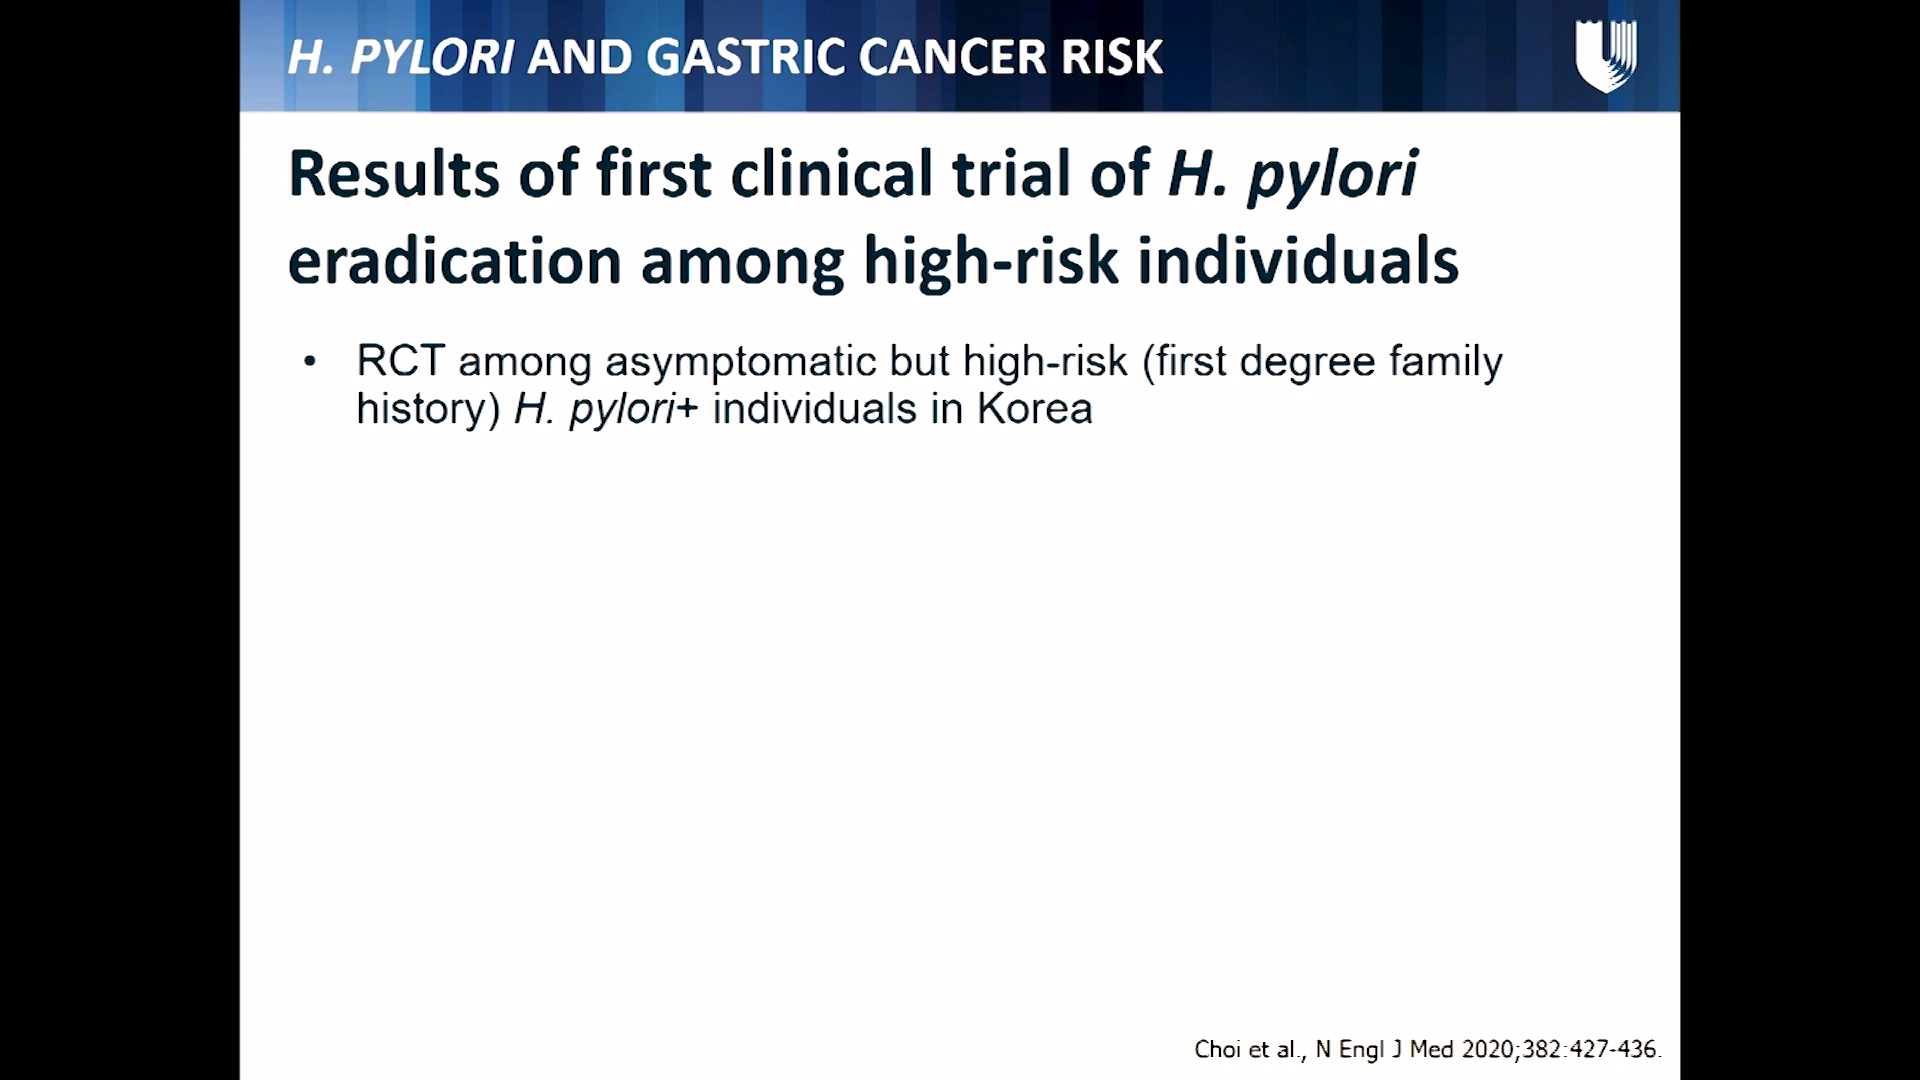 H. PYLORI AND GASTRIC CANCER RISK
Results of first clinical trial of H. pylori
eradication among high-risk individuals
• RCT among asymptomatic but high-risk (first degree family
history) H. pylori+ individuals in Korea
Choi et al., N Engl J Med 2020;382:427-436.